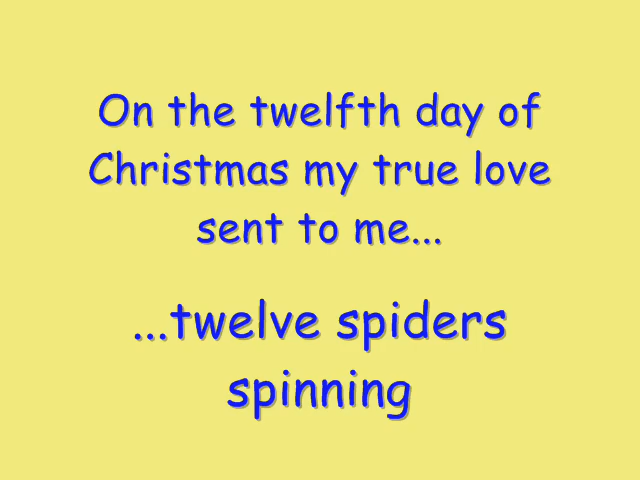 On the twelfth day of
Christmas my true love
sent to me...
...twelve spiders
spinning